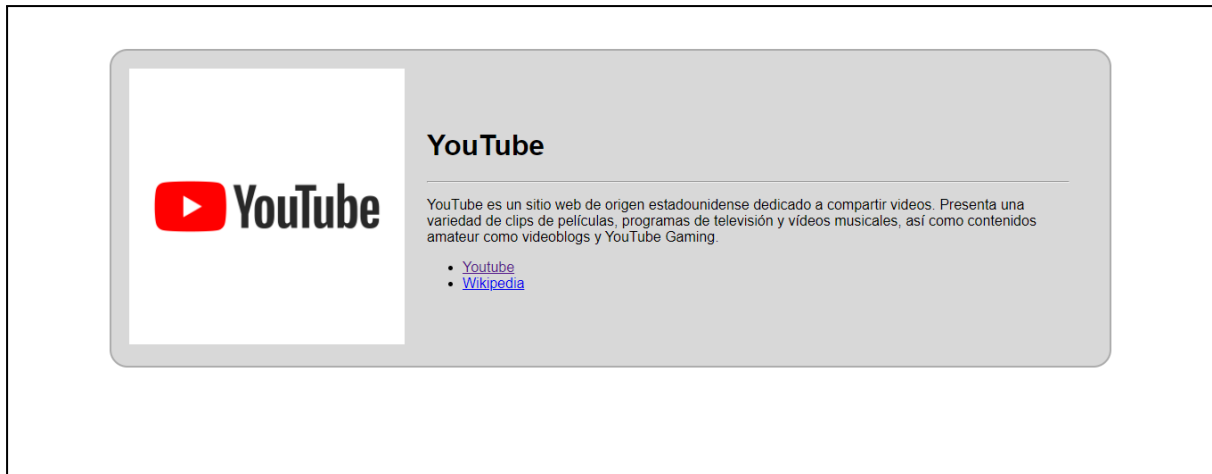 YouTube
YouTube
YouTube es un sitio web de origen estadounidense dedicado a compartir videos. Presenta una
variedad de clips de películas, programas de televisión y vídeos musicales, así como contenidos
amateur como videoblogs y YouTube Gaming.
Youtube
Wikipedia